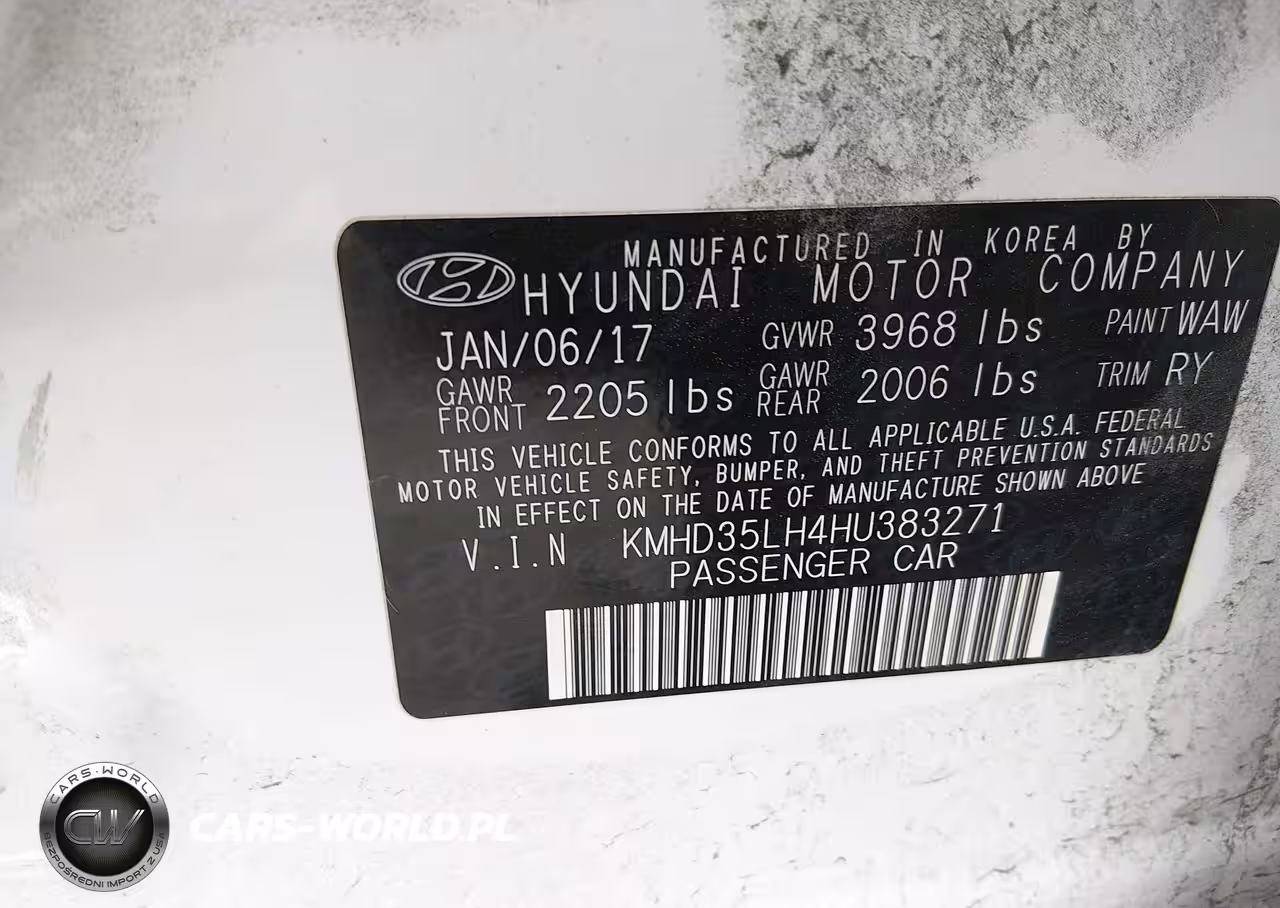 MANUFACTURED IN KOREA BY
HYUNDAI MOTOR COMPANY
JAN/06/17 GVWR 3968 lbs PAINT WAW
GAWR FRONT 2205 lbs GAWR REAR 2006 lbs TRIM RY
THIS VEHICLE CONFORMS TO ALL APPLICABLE U.S.A. FEDERAL
MOTOR VEHICLE SAFETY, BUMPER, AND THEFT PREVENTION STANDARDS
IN EFFECT ON THE DATE OF MANUFACTURE SHOWN ABOVE
V.I.N KMHD35LH4HU383271
PASSENGER CAR
CARS-WORLD
CW
BEZPOŚREDNI IMPORT Z USA
CARS-WORLD.PL